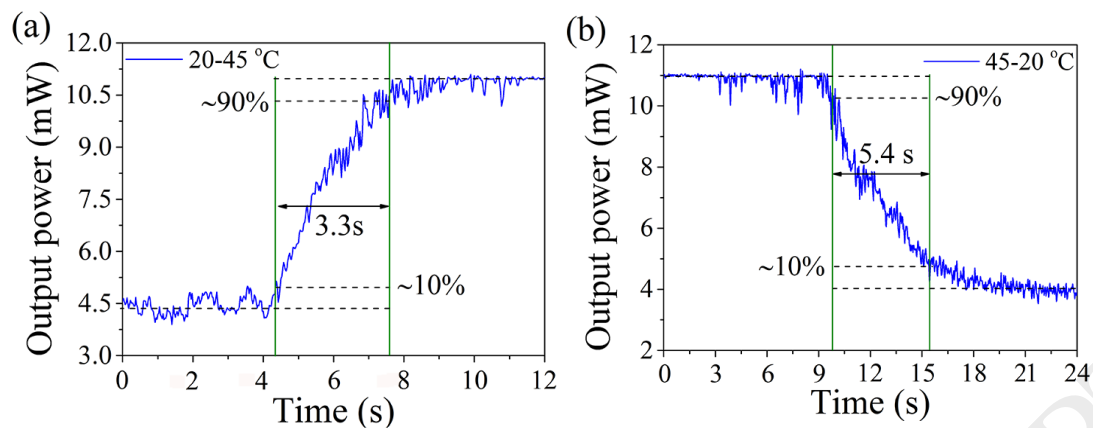 (a)
12.0
10.5
9.0
7.5
6.0
4.5
3.0
Output power (mW)
20-45 °C
~90%
3.3s
~10%
0 2 4 6 8 10 12
Time (s)
(b)
12
10
8
6
4
2
Output power (mW)
45-20 °C
~90%
5.4 s
~10%
0 3 6 9 12 15 18 21 24
Time (s)